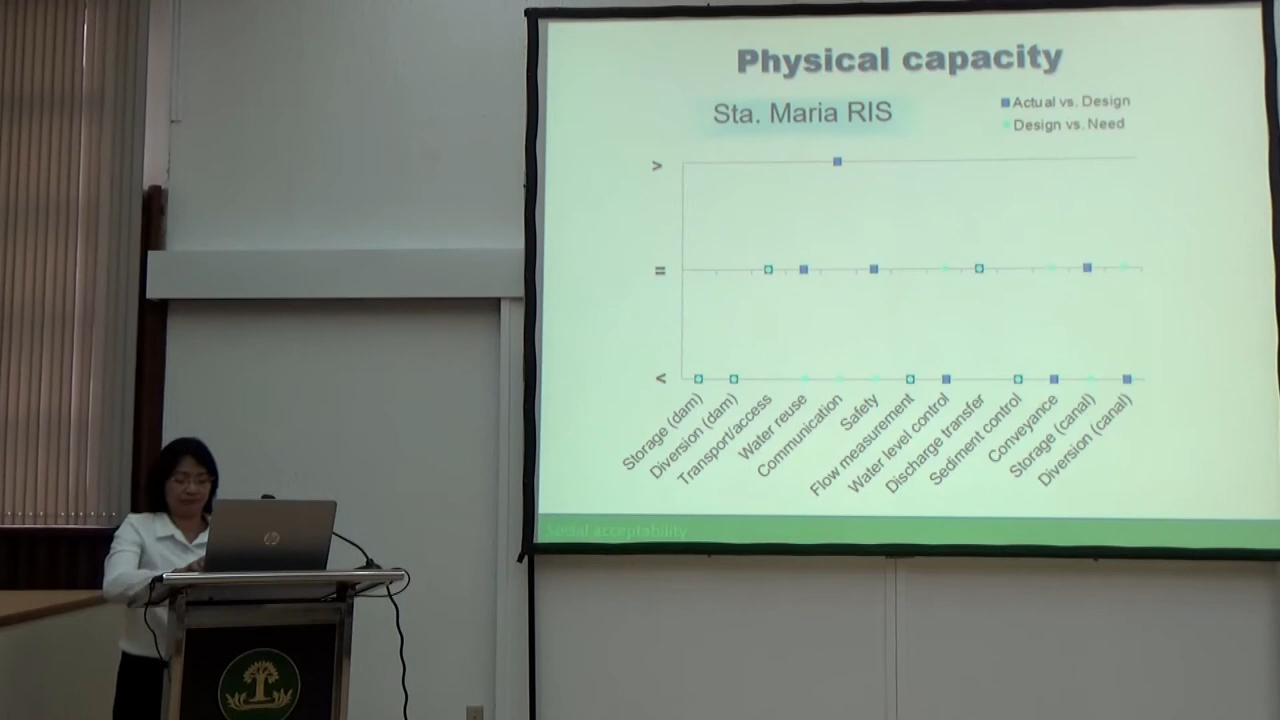 Physical capacity
Sta. Maria RIS
Actual vs. Design
Design vs. Need
>
=
<
Storage (dam)
Diversion (dam)
Transport/access
Water reuse
Communication
Safety
Flow measurement
Water level control
Discharge transfer
Sediment control
Conveyance
Storage (canal)
Diversion (canal)
Social acceptability
hp